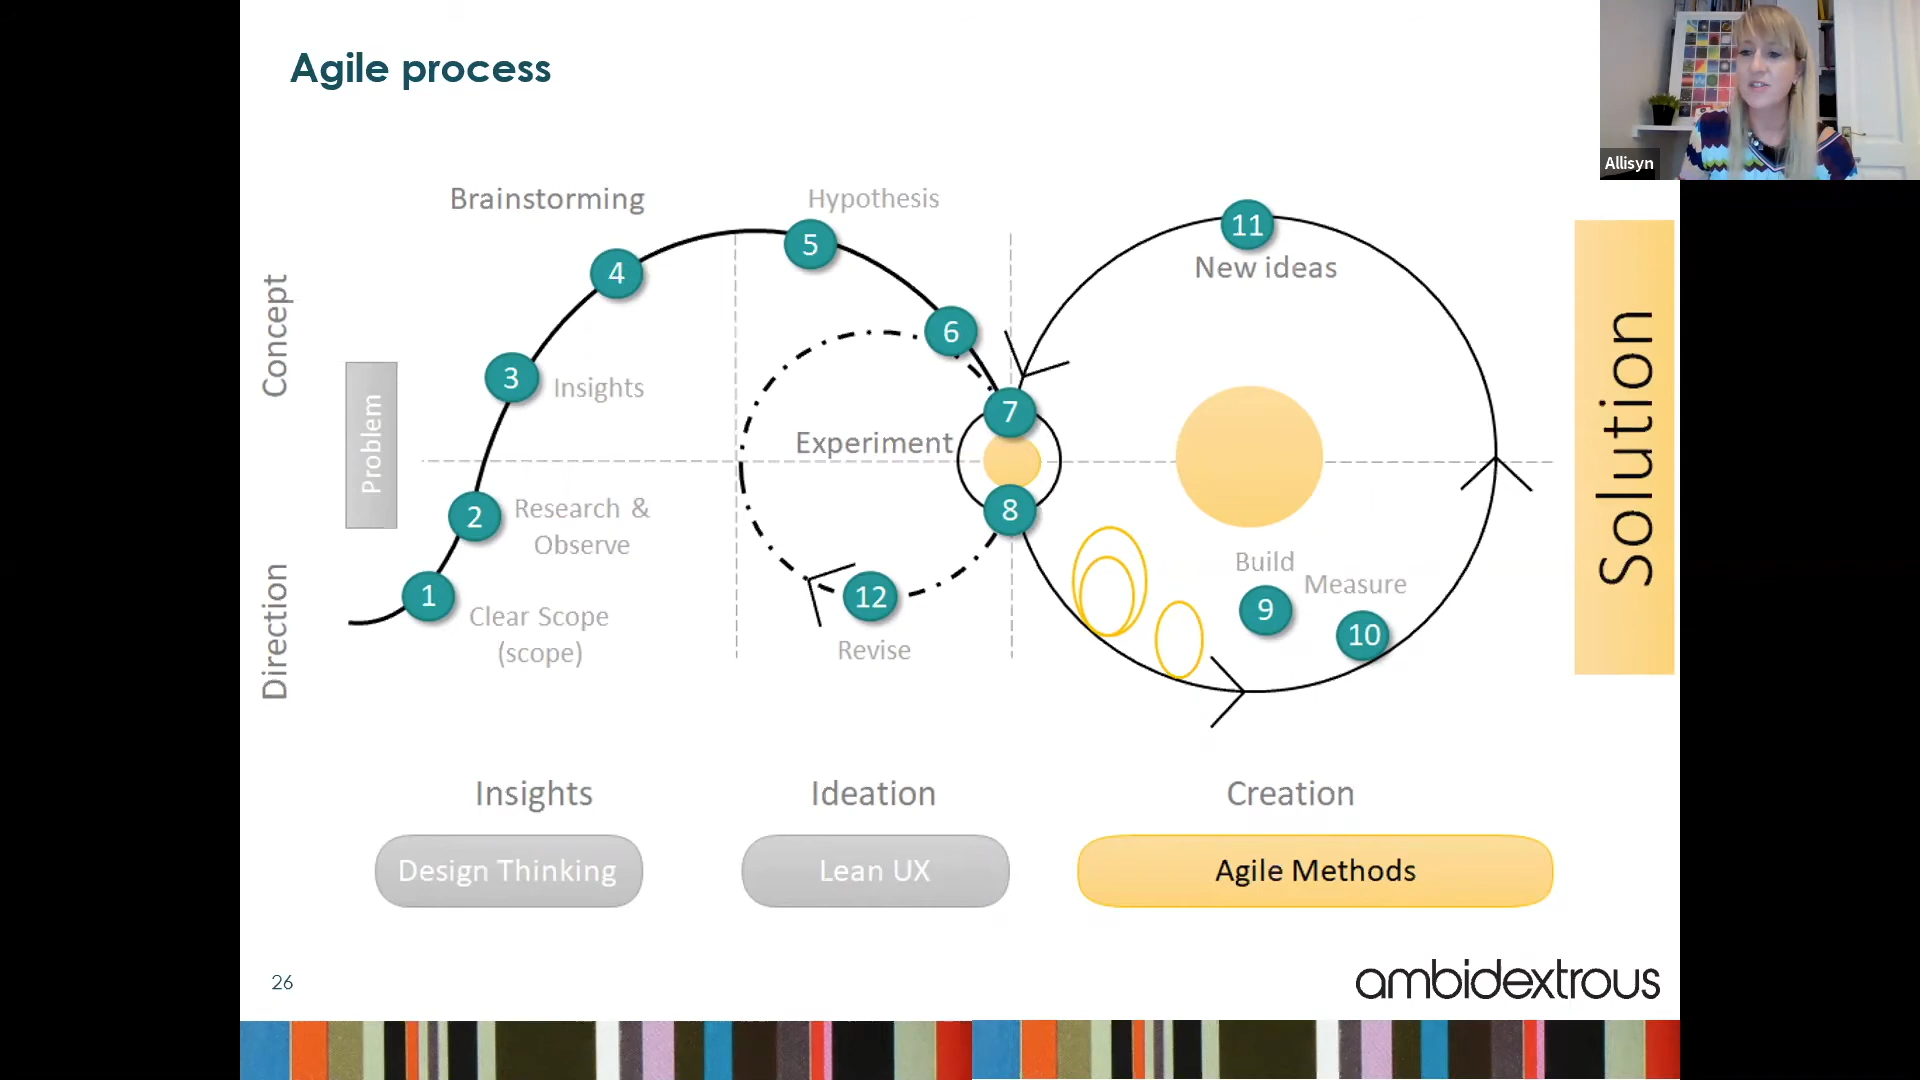 Agile process
Allisyn
Brainstorming
Hypothesis
11
New ideas
5
4
6
Concept
3
Insights
7
Problem
Experiment
Solution
2
Research &
Observe
8
Build
Measure
9
10
1
Clear Scope
(scope)
12
Revise
Direction
Insights
Ideation
Creation
Design Thinking
Lean UX
Agile Methods
26
ambidextrous